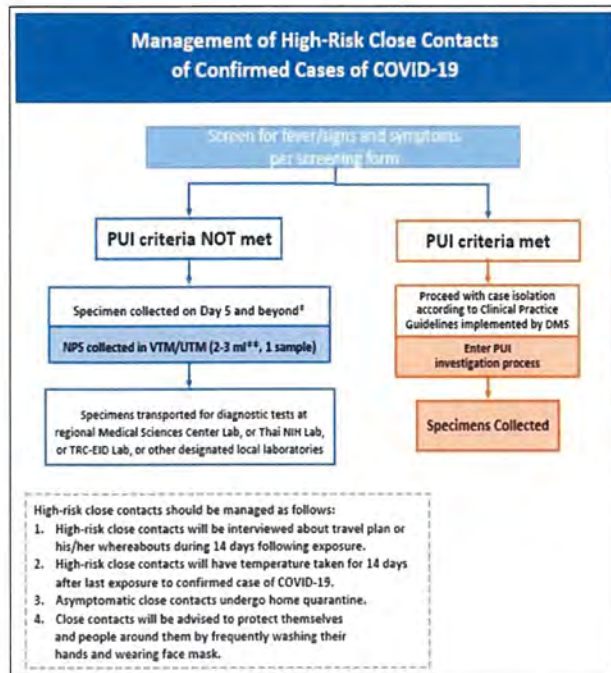 Management of High-Risk Close Contacts
of Confirmed Cases of COVID-19
Screen for fever/signs and symptoms
per screening form
PUI criteria NOT met
PUI criteria met
Specimen collected on Day 5 and beyond
NPS collected in VTM/UTM (2-3 ml**, 1 sample)
Specimens transported for diagnostic tests at
regional Medical Sciences Center Lab, or Thai NIH Lab,
or TRC-EID Lab, or other designated local laboratories
Proceed with case isolation
according to Clinical Practice
Guidelines implemented by DMS
Enter PUI
investigation process
Specimens Collected
High-risk close contacts should be managed as follows:
1. High-risk close contacts will be interviewed about travel plan or
his/her whereabouts during 14 days following exposure.
2. High-risk close contacts will have temperature taken for 14 days
after last exposure to confirmed case of COVID-19.
3. Asymptomatic close contacts undergo home quarantine.
4. Close contacts will be advised to protect themselves
and people around them by frequently washing their
hands and wearing face mask.